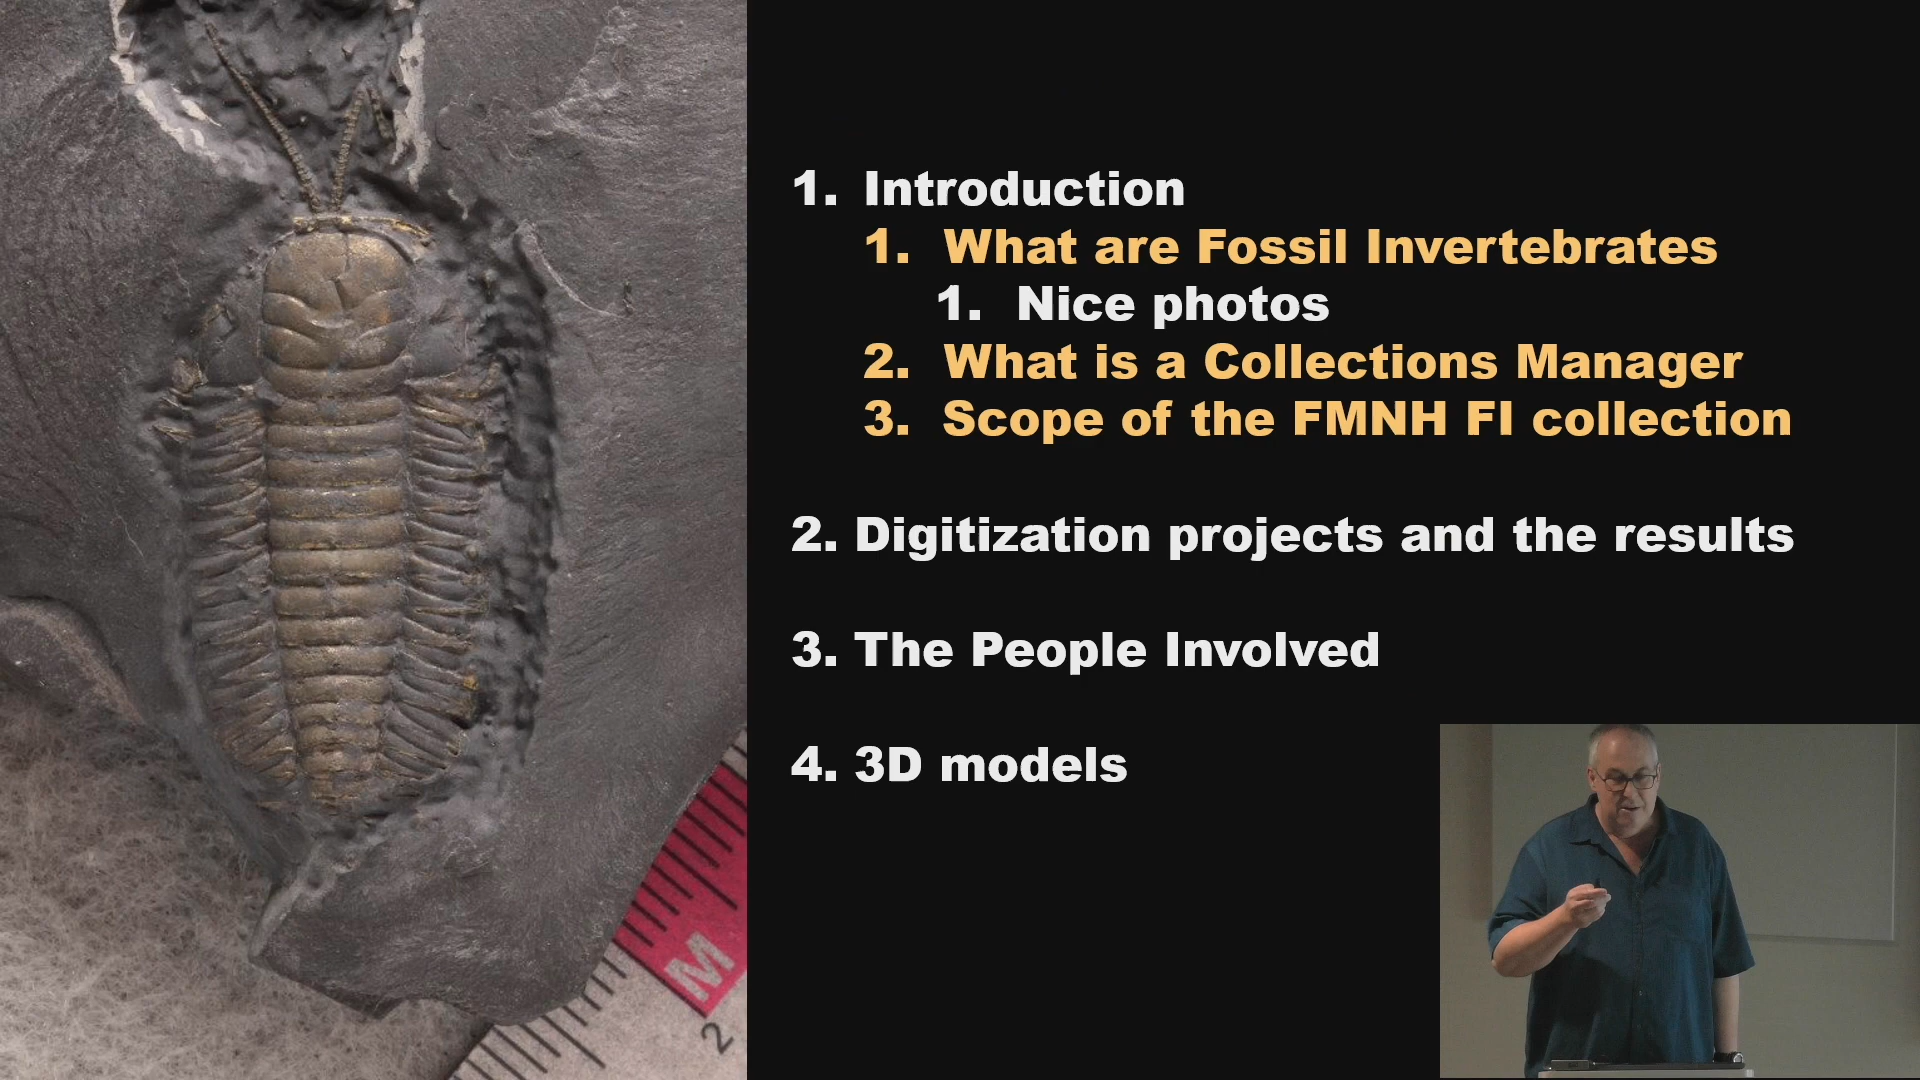 1. Introduction
1. What are Fossil Invertebrates
1. Nice photos
2. What is a Collections Manager
3. Scope of the FMNH FI collection
2. Digitization projects and the results
3. The People Involved
4. 3D models
M
2